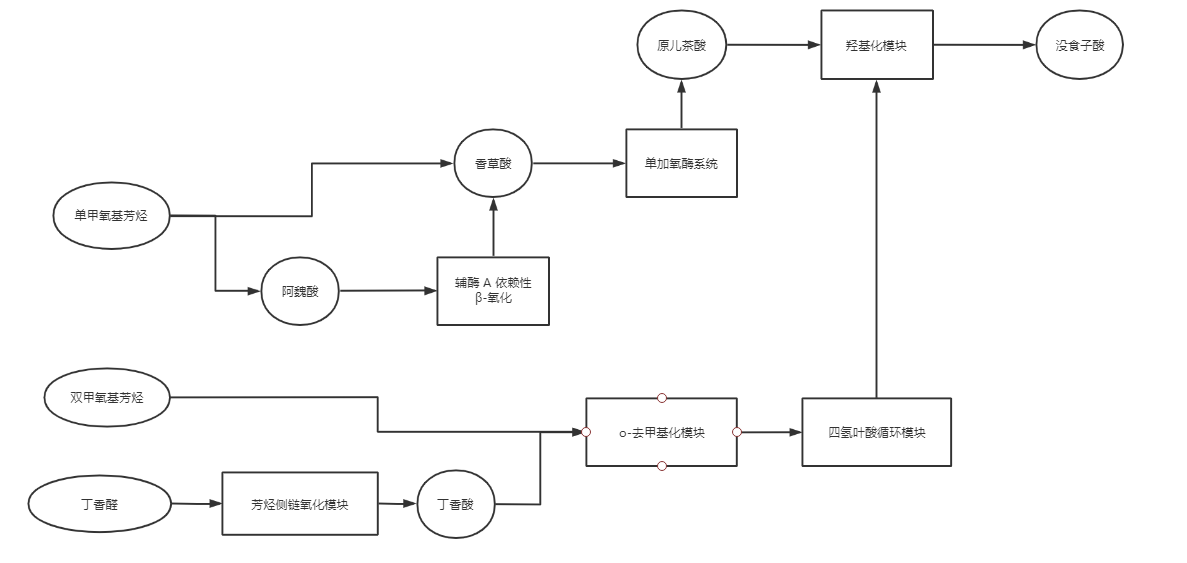 原儿茶酸
羟基化模块
没食子酸
香草酸
单加氧酶系统
单甲氧基芳烃
阿魏酸
辅酶 A 依赖性
β-氧化
双甲氧基芳烃
o-去甲基化模块
四氢叶酸循环模块
丁香醛
芳烃侧链氧化模块
丁香酸